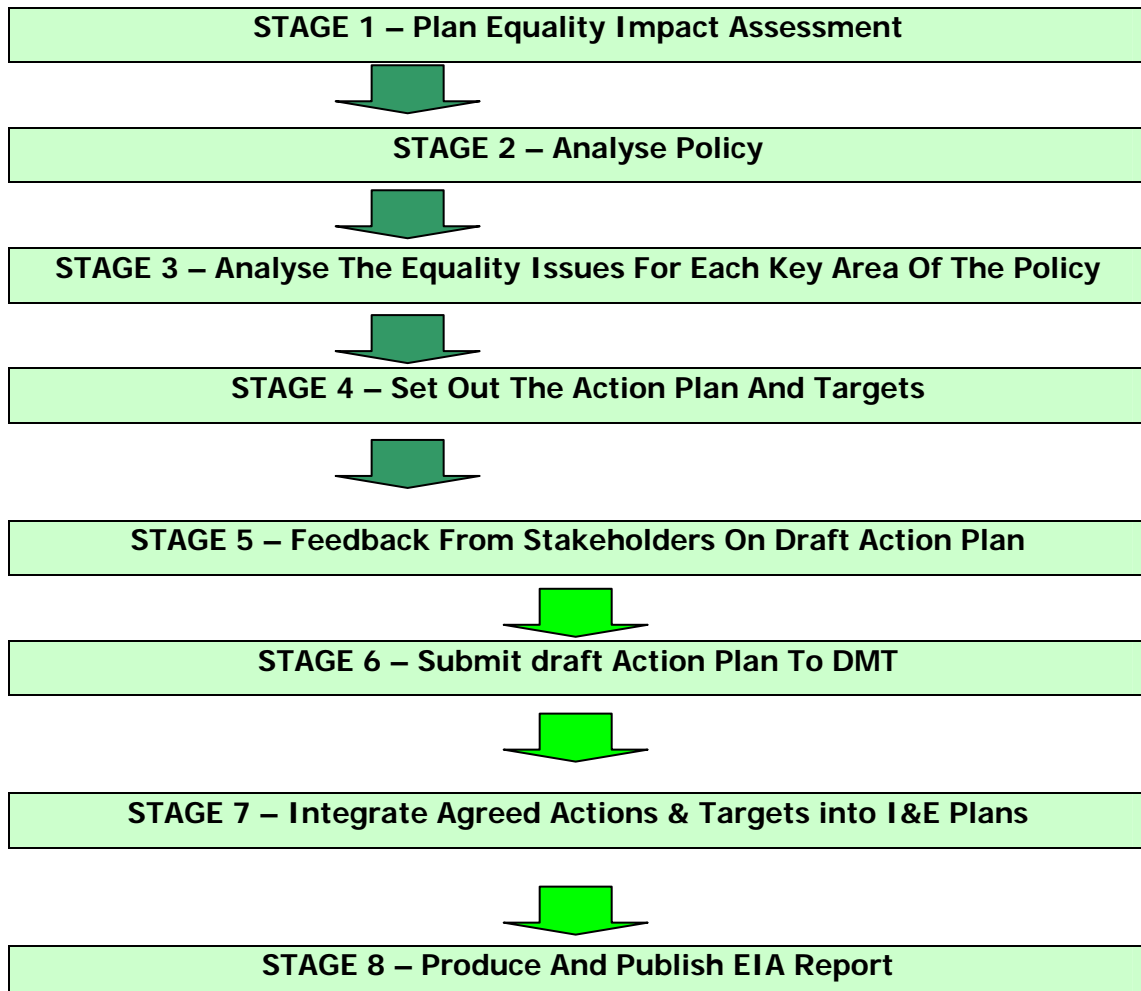 STAGE 1 – Plan Equality Impact Assessment
STAGE 2 – Analyse Policy
STAGE 3 – Analyse The Equality Issues For Each Key Area Of The Policy
STAGE 4 – Set Out The Action Plan And Targets
STAGE 5 – Feedback From Stakeholders On Draft Action Plan
STAGE 6 – Submit draft Action Plan To DMT
STAGE 7 – Integrate Agreed Actions & Targets into I&E Plans
STAGE 8 – Produce And Publish EIA Report